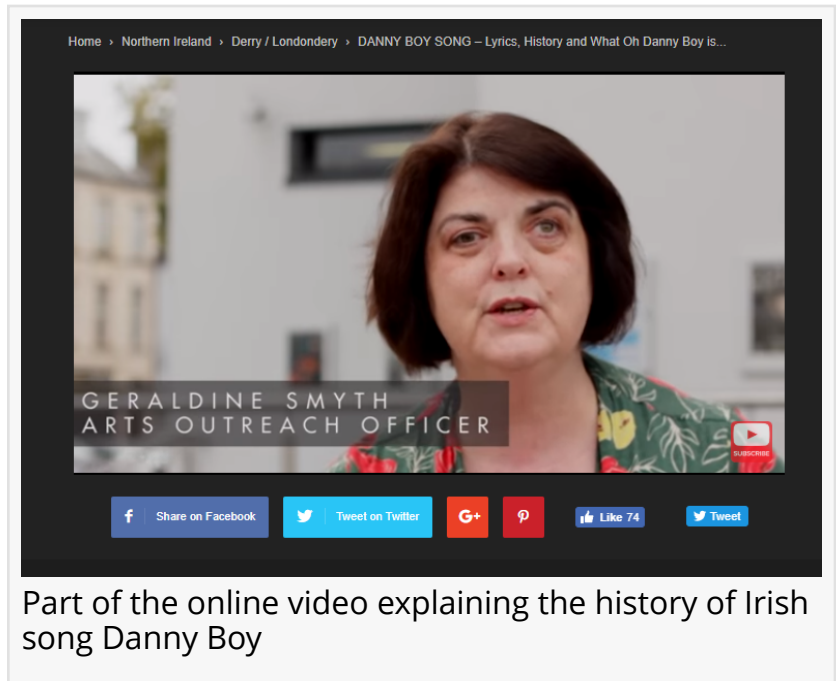 Home › Northern Ireland › Derry / Londondery › DANNY BOY SONG – Lyrics, History and What Oh Danny Boy is...
GERALDINE SMYTH
ARTS OUTREACH OFFICER
SUBSCRIBE
f Share on Facebook Tweet on Twitter G+ Like 74 Tweet
Part of the online video explaining the history of Irish
song Danny Boy